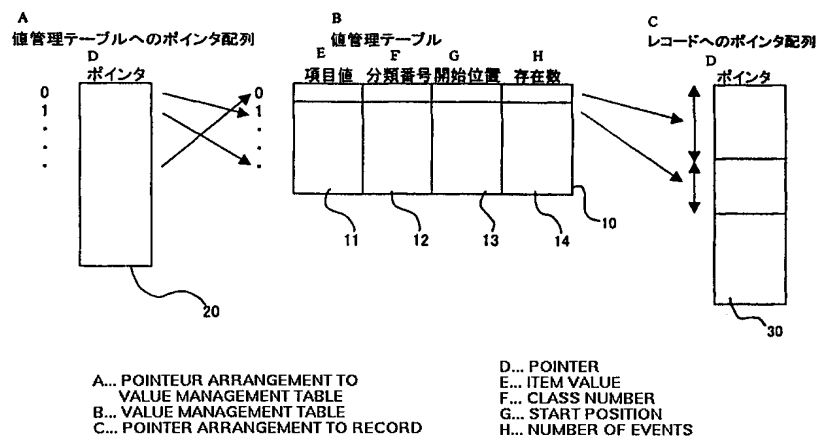 A
値管理テーブルへのポインタ配列
D
ポインタ
0
1
B
値管理テーブル
E F G H
項目値 分類番号 開始位置 存在数
0
1
C
レコードへのポインタ配列
D
ポインタ
11 12 13 14 10
20
30
A... POINTEUR ARRANGEMENT TO
VALUE MANAGEMENT TABLE
B... VALUE MANAGEMENT TABLE
C... POINTER ARRANGEMENT TO RECORD
D... POINTER
E... ITEM VALUE
F... CLASS NUMBER
G... START POSITION
H... NUMBER OF EVENTS